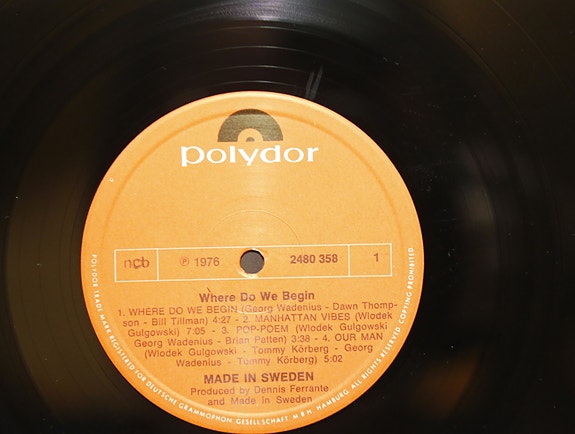 polydor
ncb
℗ 1976
2480 358
1
Where Do We Begin
1. WHERE DO WE BEGIN (Georg Wadenius - Dawn Thomp-
son - Bill Tillman) 4:27 - 2. MANHATTAN VIBES (Wlodek
Gulgowski) 7:05 - 3. POP-POEM (Wlodek Gulgowski
Georg Wadenius - Brian Patten) 3:38 - 4. OUR MAN
(Wlodek Gulgowski - Tommy Körberg - Georg
Wadenius - Tommy Körberg) 5:02
MADE IN SWEDEN
Produced by Dennis Ferrante
and Made in Sweden
POLYDOR TRADE MARK REGISTERED FOR DEUTSCHE GRAMMOPHON GESELLSCHAFT M B H HAMBURG ALL RIGHTS RESERVED COPYING PROHIBITED